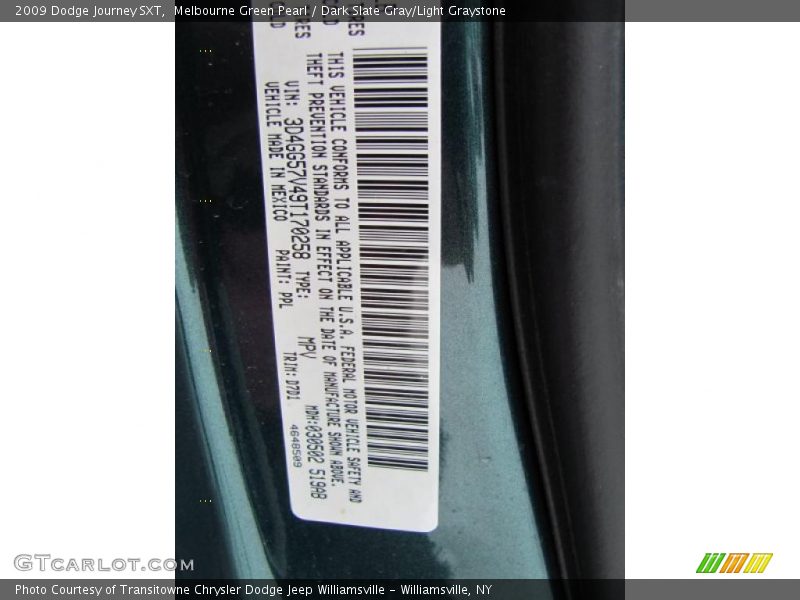 2009 Dodge Journey SXT, Melbourne Green Pearl / Dark Slate Gray/Light Graystone
THIS VEHICLE CONFORMS TO ALL APPLICABLE U.S.A. FEDERAL MOTOR VEHICLE SAFETY AND
THEFT PREVENTION STANDARDS IN EFFECT ON THE DATE OF MANUFACTURE SHOWN ABOVE.
VIN: 3D4GG57V49T170258 TYPE: MPV MDH: 030502 519AB
VEHICLE MADE IN MEXICO PAINT: PPL TRIM: D7D1 4648509
GTCARLOT.COM
Photo Courtesy of Transitowne Chrysler Dodge Jeep Williamsville - Williamsville, NY